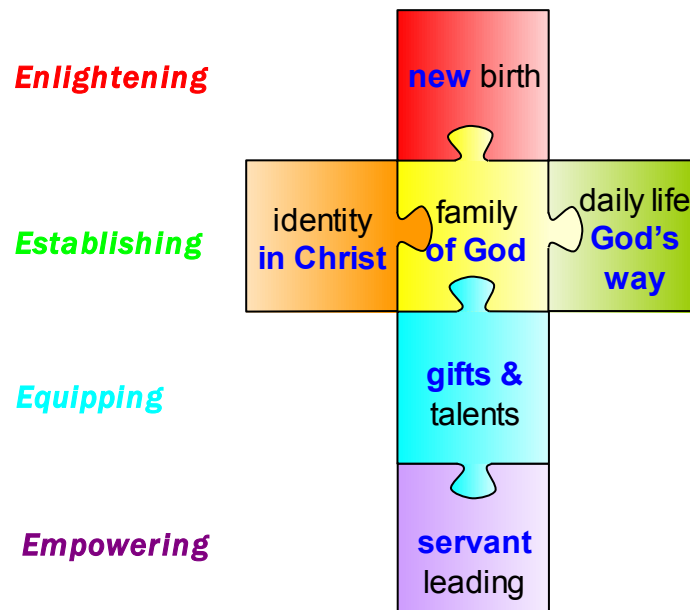 Enlightening
new birth
Establishing
identity
in Christ
family
of God
daily life
God's
way
Equipping
gifts &
talents
Empowering
servant
leading